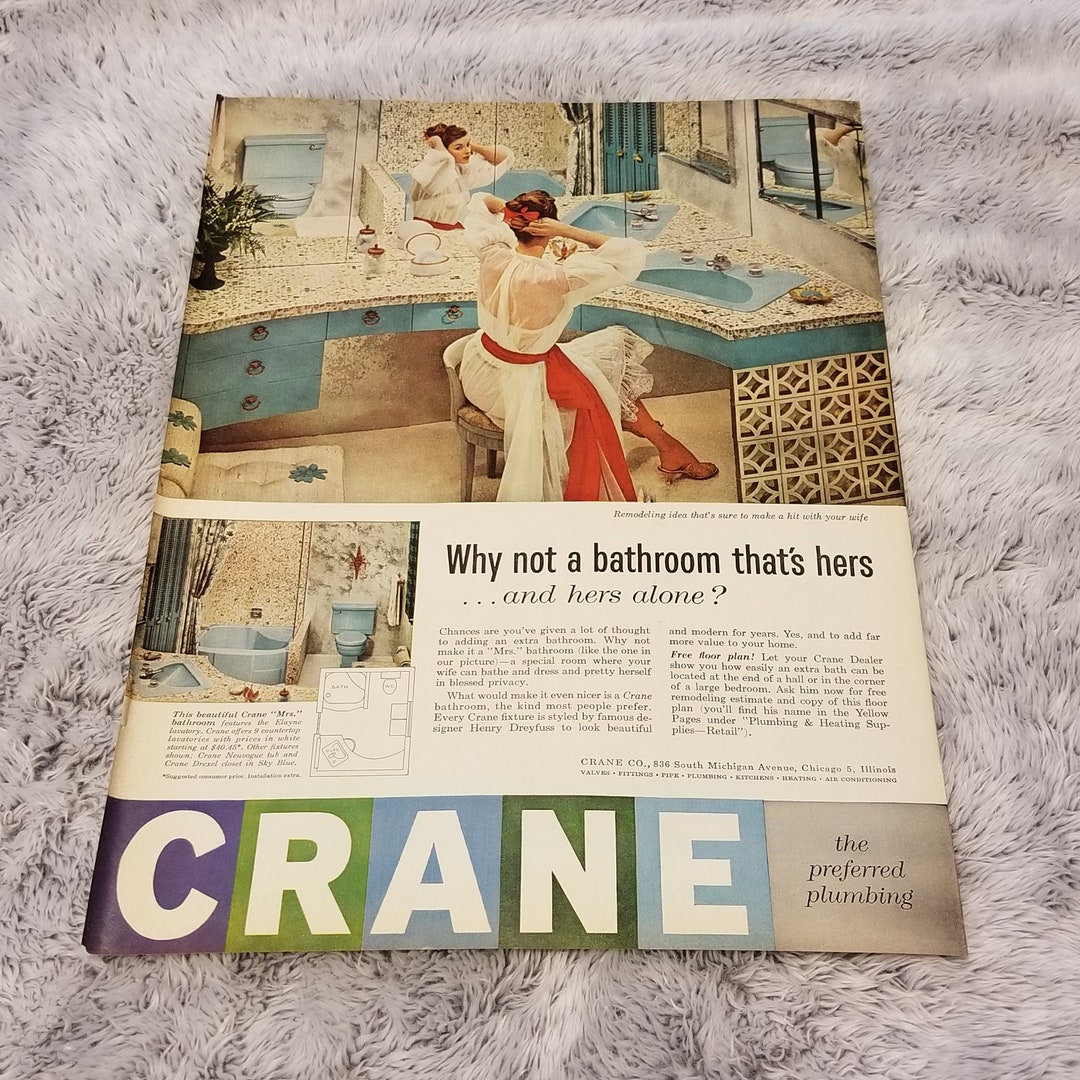 Remodeling idea that's sure to make a hit with your wife
Why not a bathroom that's hers
...and hers alone?
Chances are you've given a lot of thought
to adding an extra bathroom. Why not
make it a "Mrs." bathroom (like the one in
our picture)—a special room where your
wife can bathe and dress and pretty herself
in blessed privacy.
What would make it even nicer is a Crane
bathroom, the kind most people prefer.
Every Crane fixture is styled by famous de-
signer Henry Dreyfuss to look beautiful
and modern for years. Yes, and to add far
more value to your home.
Free floor plan! Let your Crane Dealer
show you how easily an extra bath can be
located at the end of a hall or in the corner
of a large bedroom. Ask him now for free
remodeling estimate and copy of this floor
plan (you'll find his name in the Yellow
Pages under "Plumbing & Heating Sup-
plies—Retail").
BATH
WC
This beautiful Crane "Mrs."
bathroom features the Elayne
lavatory. Crane offers 9 countertop
lavatories with prices in white
starting at $40.45*. Other fixtures
shown: Crane Neuvogue tub and
Crane Drexel closet in Sky Blue.
*Suggested consumer price. Installation extra.
CRANE CO., 836 South Michigan Avenue, Chicago 5, Illinois
VALVES • FITTINGS • PIPE • PLUMBING • KITCHENS • HEATING • AIR CONDITIONING
CRANE
the
preferred
plumbing